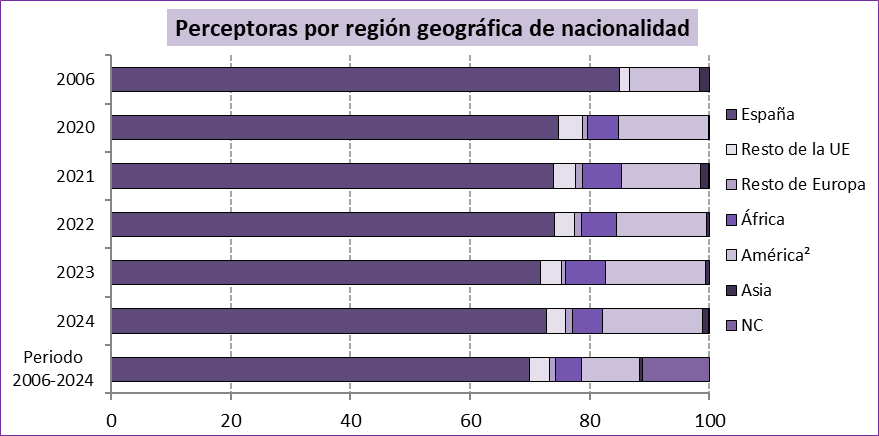 Perceptoras por región geográfica de nacionalidad
2006
2020
2021
2022
2023
2024
Periodo
2006-2024
0 20 40 60 80 100
España
Resto de la UE
Resto de Europa
África
América²
Asia
NC